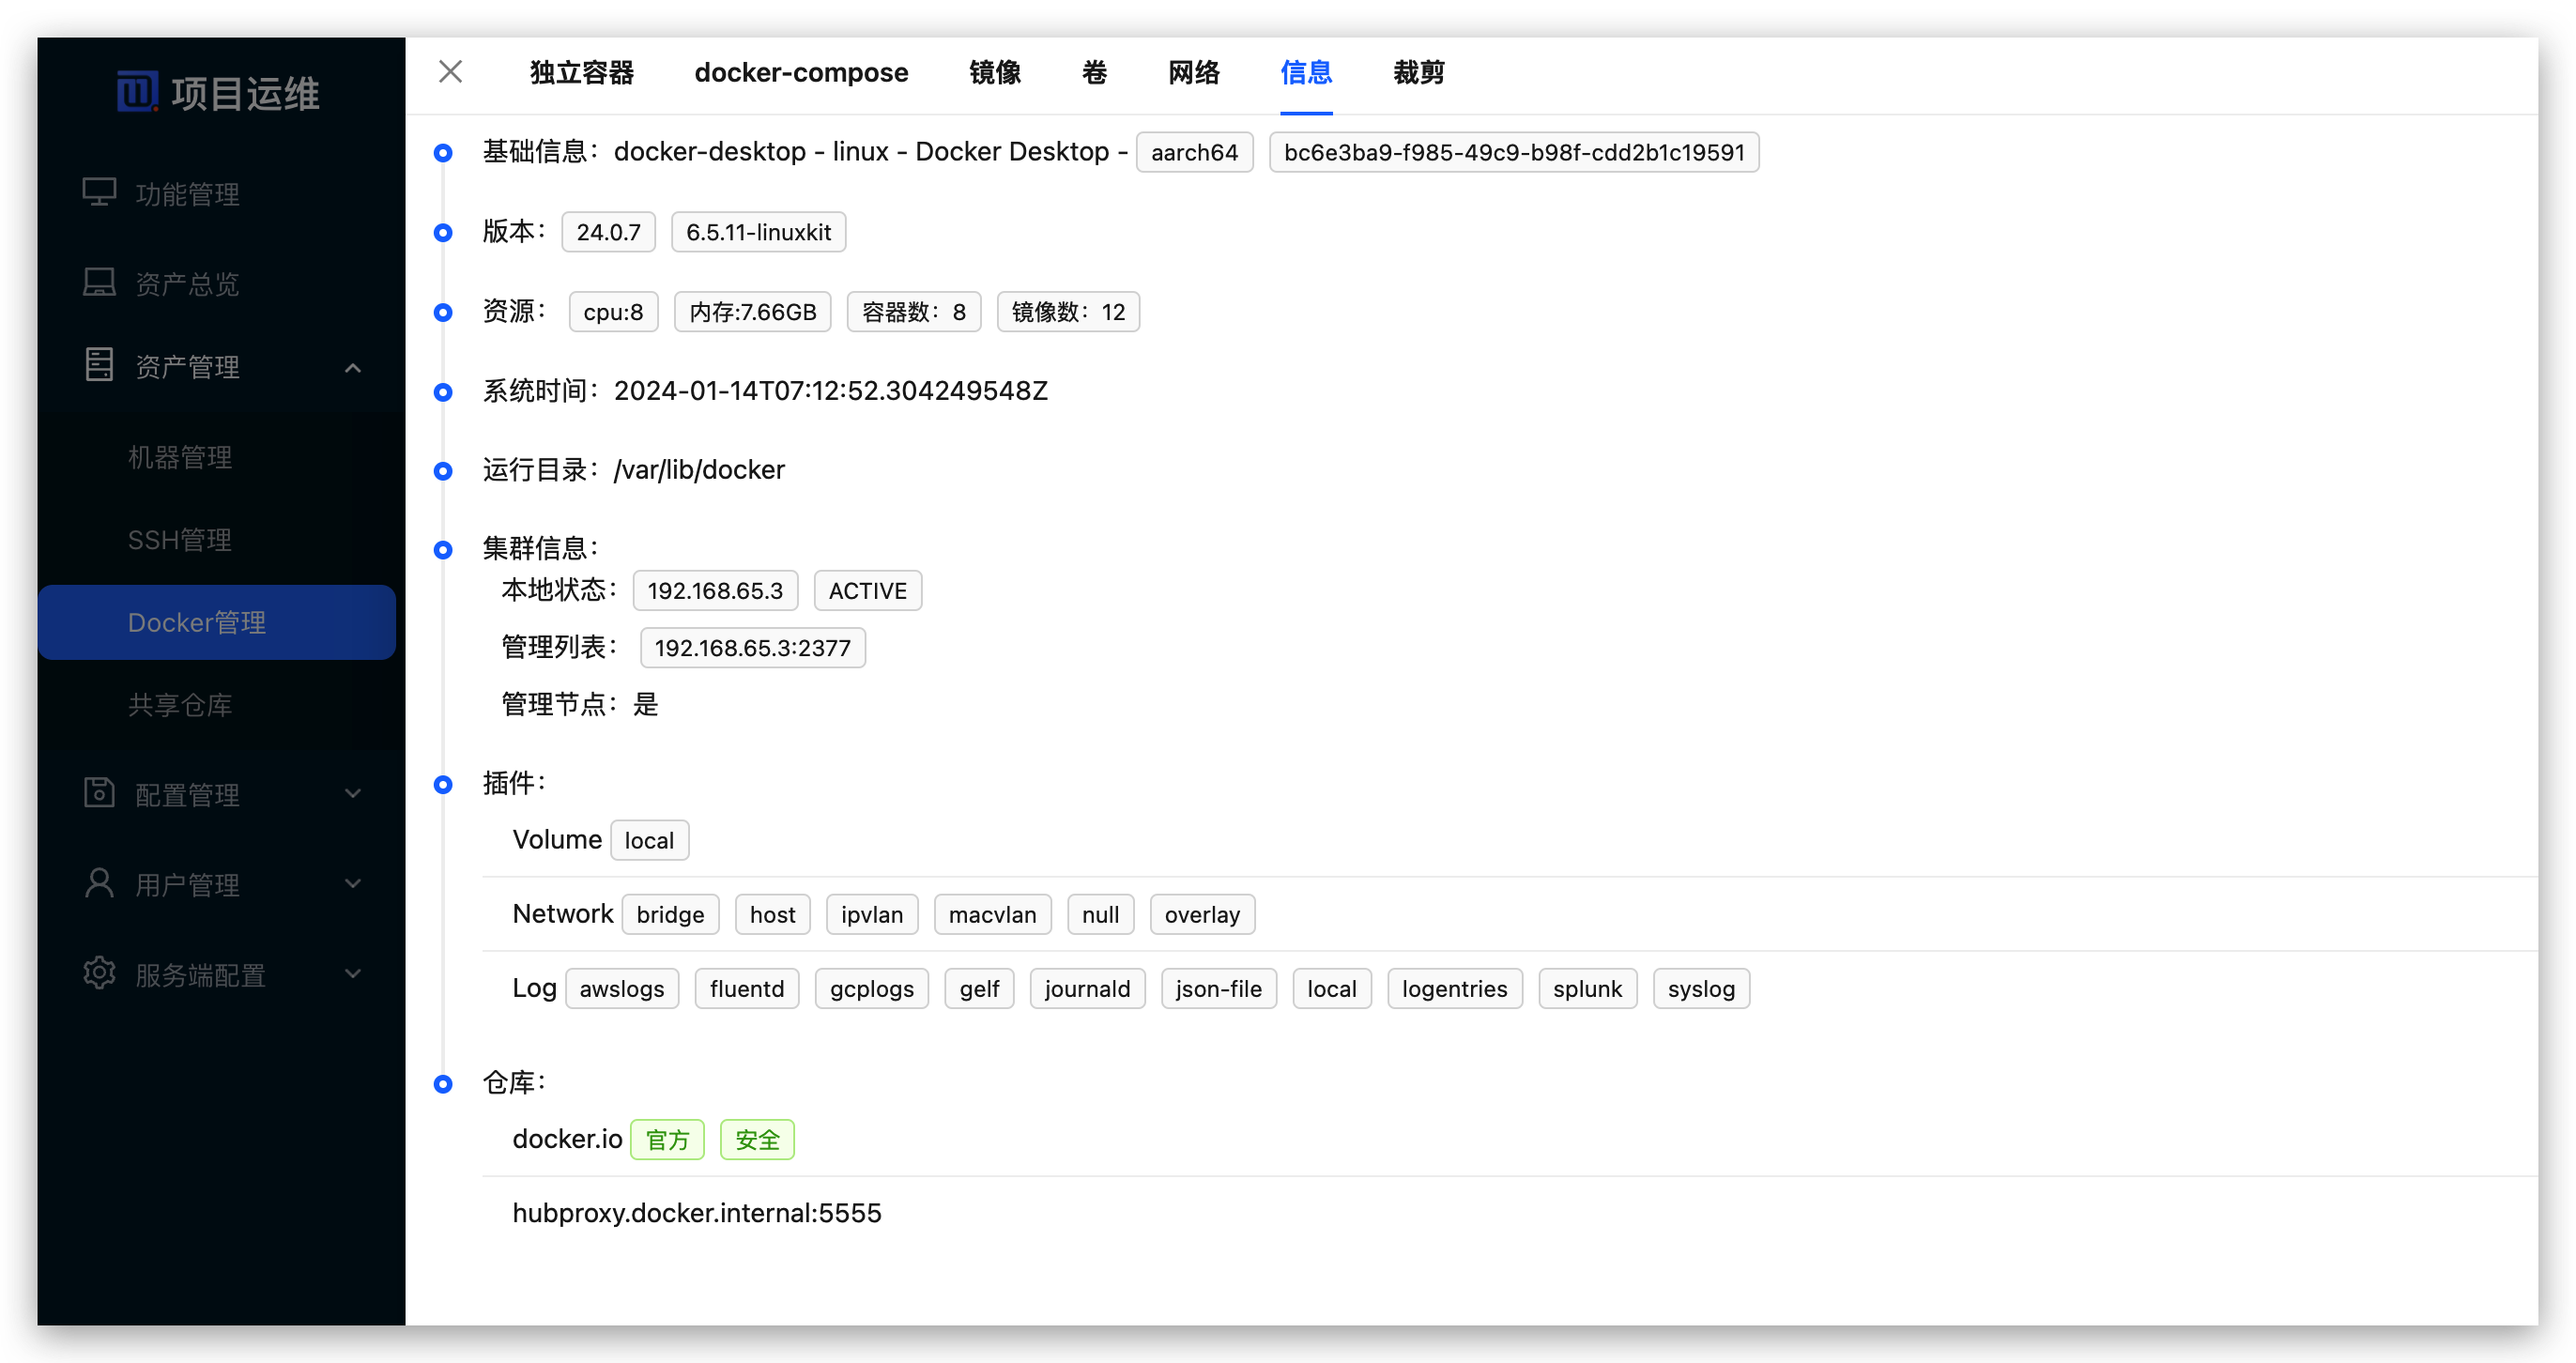 项目运维
功能管理
资产总览
资产管理
机器管理
SSH管理
Docker管理
共享仓库
配置管理
用户管理
服务端配置
独立容器 docker-compose 镜像 卷 网络 信息 裁剪
基础信息：docker-desktop - linux - Docker Desktop - aarch64 bc6e3ba9-f985-49c9-b98f-cdd2b1c19591
版本： 24.0.7 6.5.11-linuxkit
资源： cpu:8 内存:7.66GB 容器数：8 镜像数：12
系统时间：2024-01-14T07:12:52.304249548Z
运行目录：/var/lib/docker
集群信息：
本地状态： 192.168.65.3 ACTIVE
管理列表： 192.168.65.3:2377
管理节点：是
插件：
Volume local
Network bridge host ipvlan macvlan null overlay
Log awslogs fluentd gcplogs gelf journald json-file local logentries splunk syslog
仓库：
docker.io 官方 安全
hubproxy.docker.internal:5555